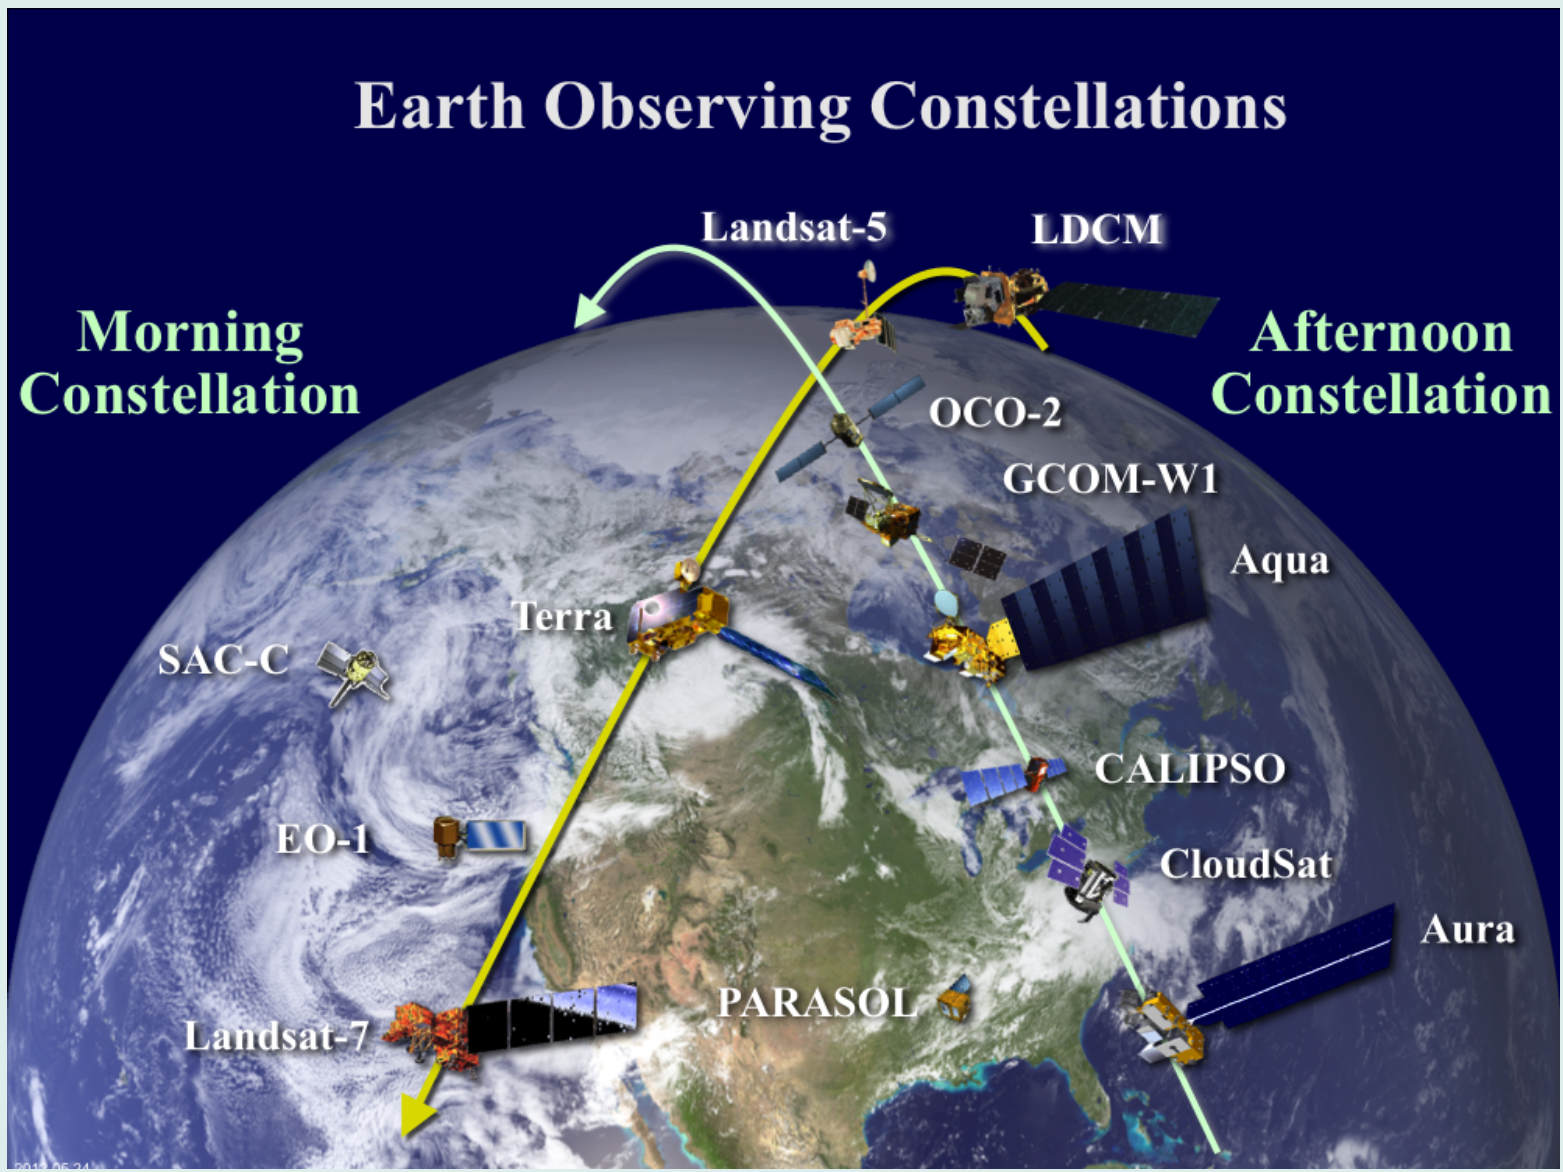 Earth Observing Constellations
Landsat-5
LDCM
Morning
Constellation
Afternoon
Constellation
OCO-2
GCOM-W1
Aqua
Terra
SAC-C
CALIPSO
EO-1
CloudSat
Aura
PARASOL
Landsat-7